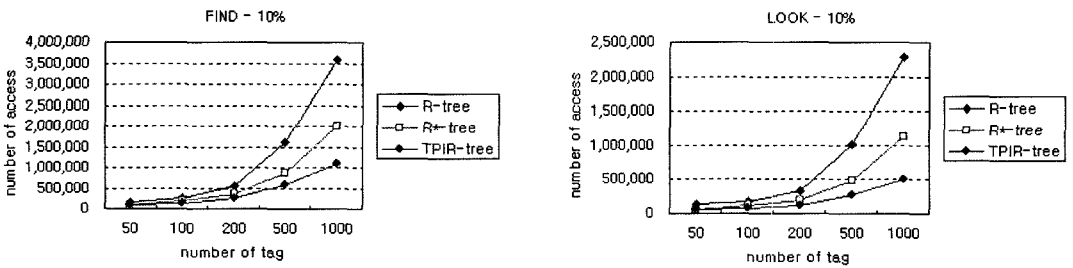 FIND - 10%
4,000,000
3,500,000
3,000,000
2,500,000
2,000,000
1,500,000
1,000,000
500,000
0
number of access
50 100 200 500 1000
number of tag
R-tree
R*-tree
TPIR-tree
LOOK - 10%
2,500,000
2,000,000
1,500,000
1,000,000
500,000
0
number of access
50 100 200 500 1000
number of tag
R-tree
R*-tree
TPIR-tree